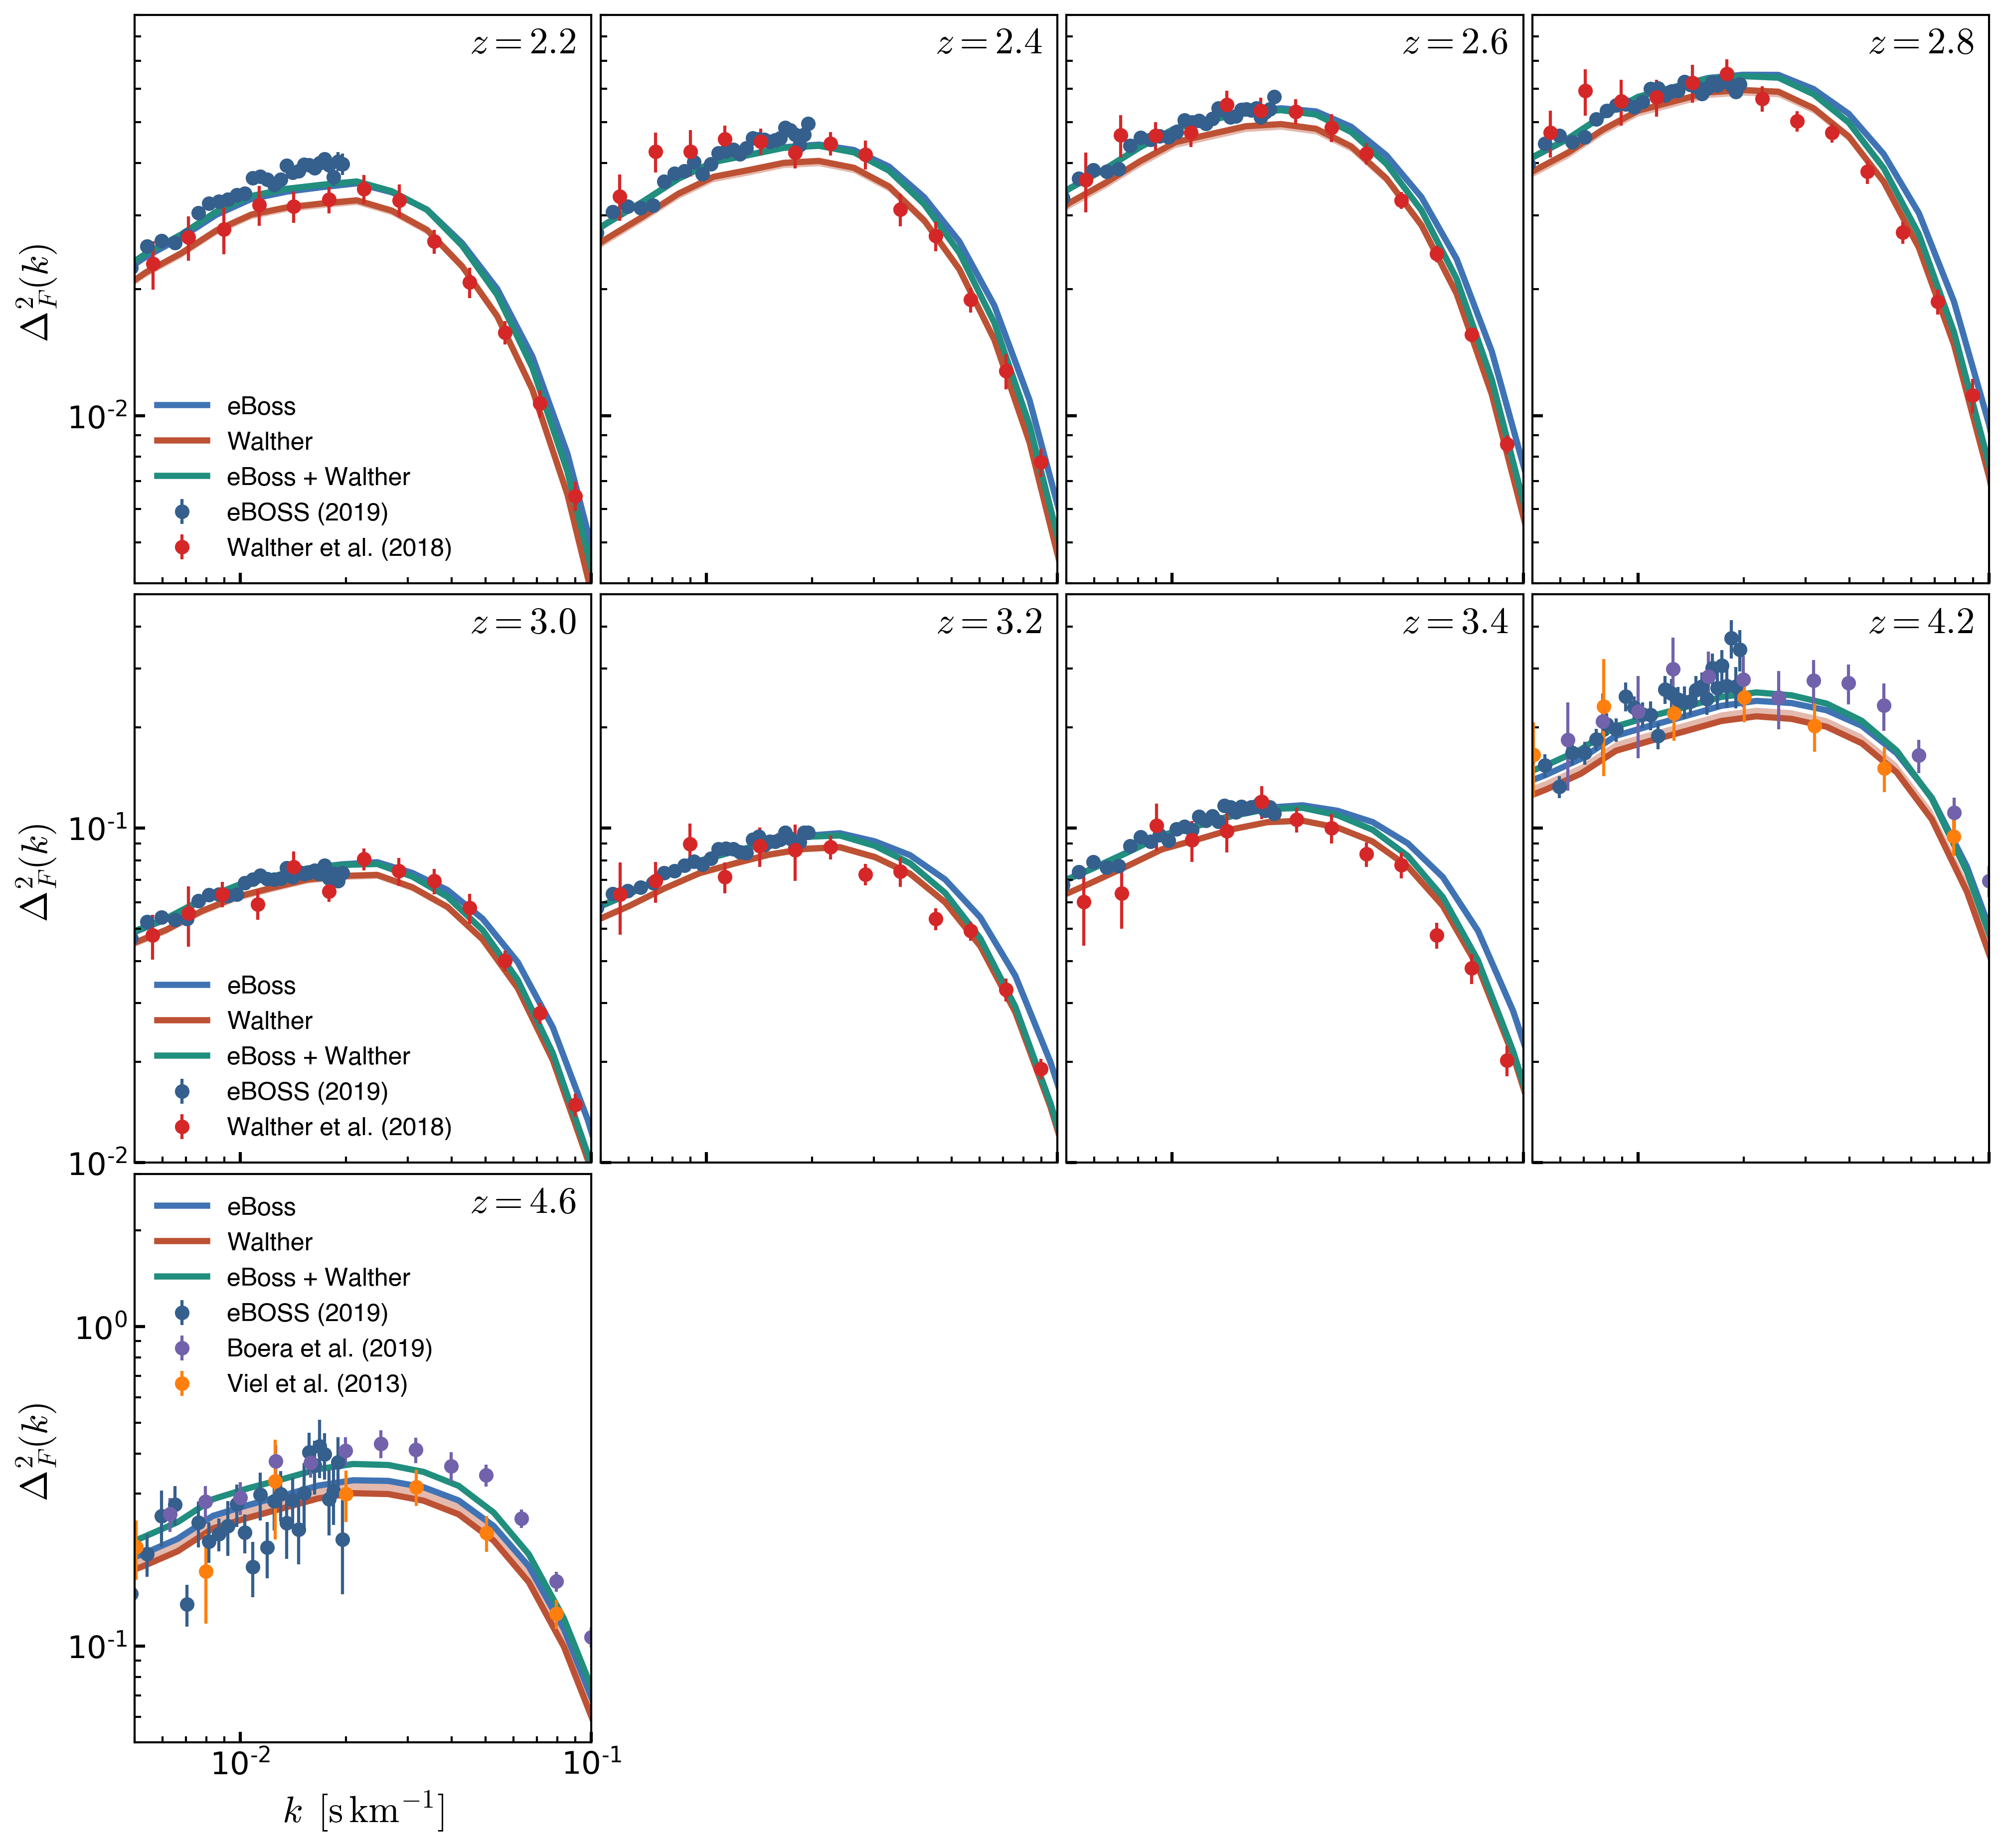 z = 2.2
z = 2.4
z = 2.6
z = 2.8
Δ²_F(k)
10⁻²
eBoss
Walther
eBoss + Walther
eBOSS (2019)
Walther et al. (2018)
z = 3.0
z = 3.2
z = 3.4
z = 4.2
Δ²_F(k)
10⁻¹
eBoss
Walther
eBoss + Walther
eBOSS (2019)
Walther et al. (2018)
10⁻²
z = 4.6
eBoss
Walther
eBoss + Walther
eBOSS (2019)
Boera et al. (2019)
Viel et al. (2013)
10⁰
Δ²_F(k)
10⁻¹
10⁻² 10⁻¹
k [s km⁻¹]